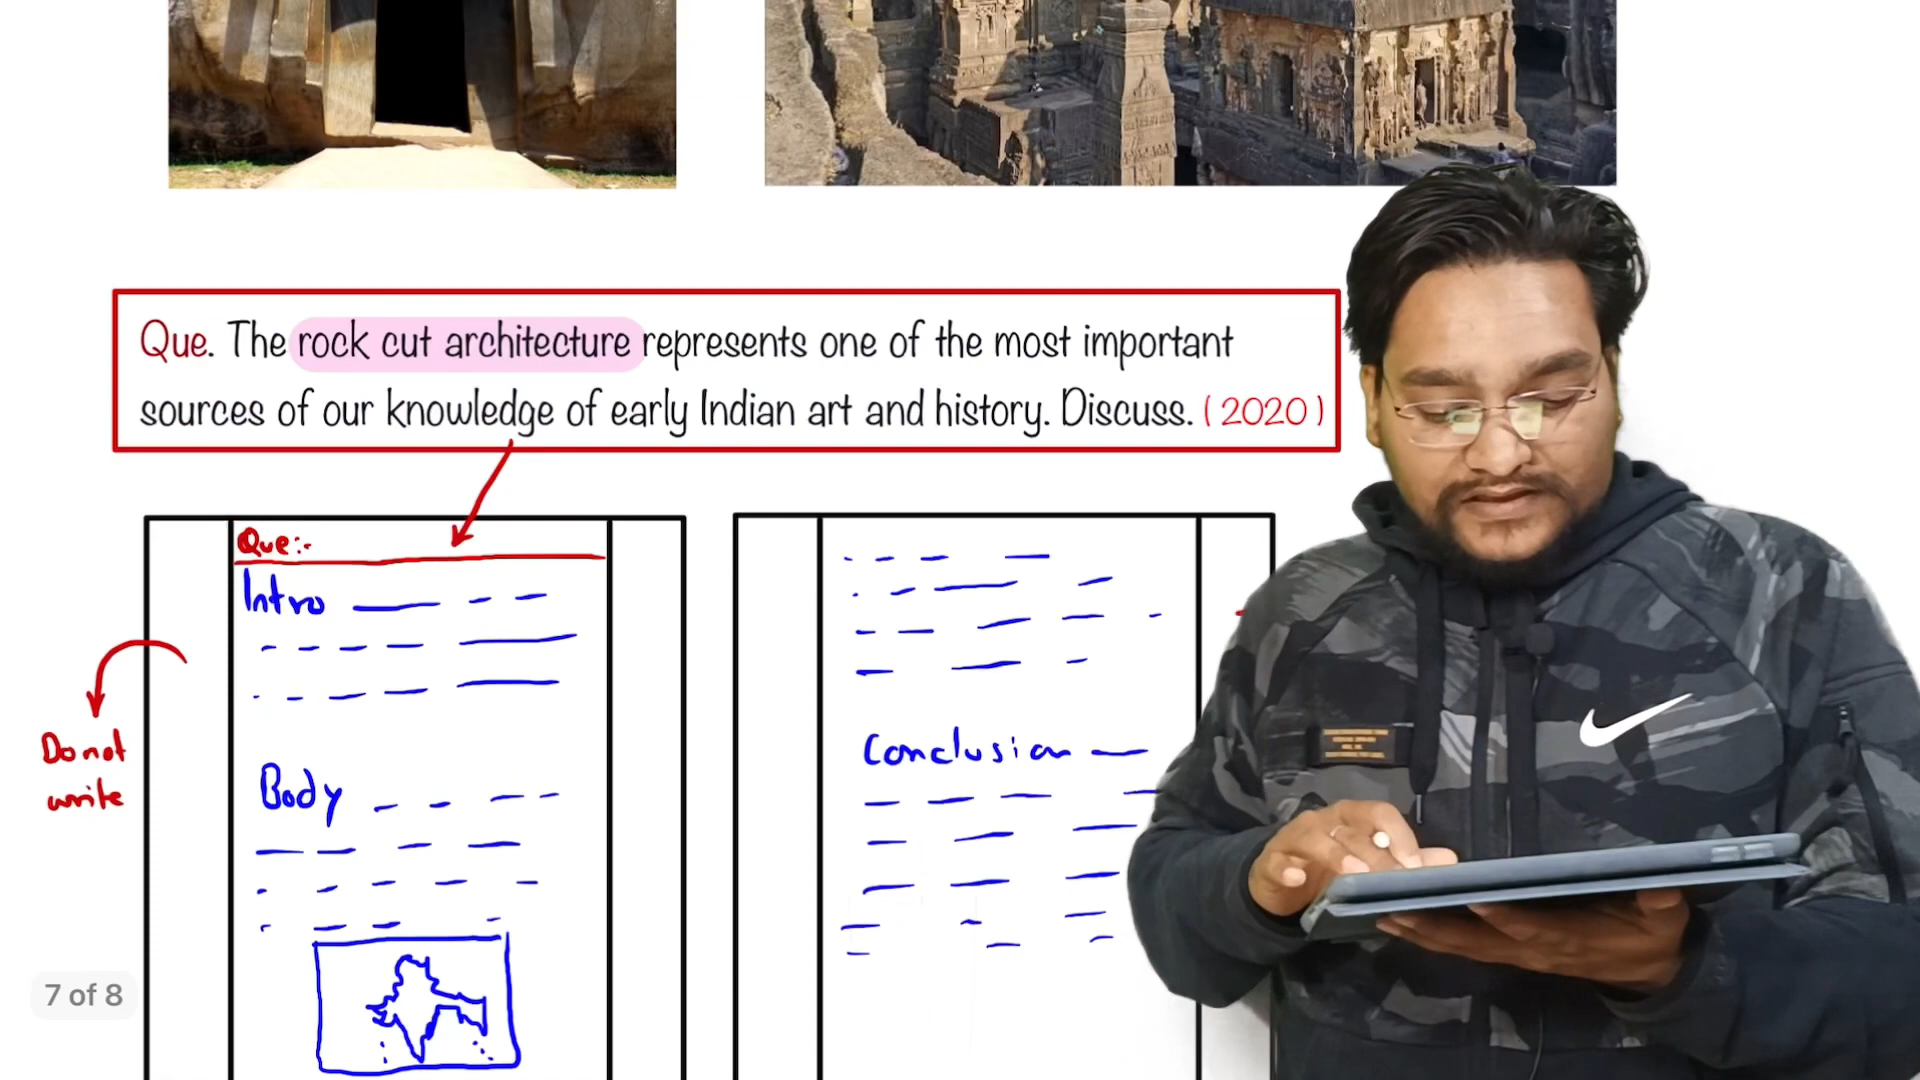 Que. The rock cut architecture represents one of the most important
sources of our knowledge of early Indian art and history. Discuss. (2020)
Que:-
Intro
Body
Do not
write
Conclusion
7 of 8